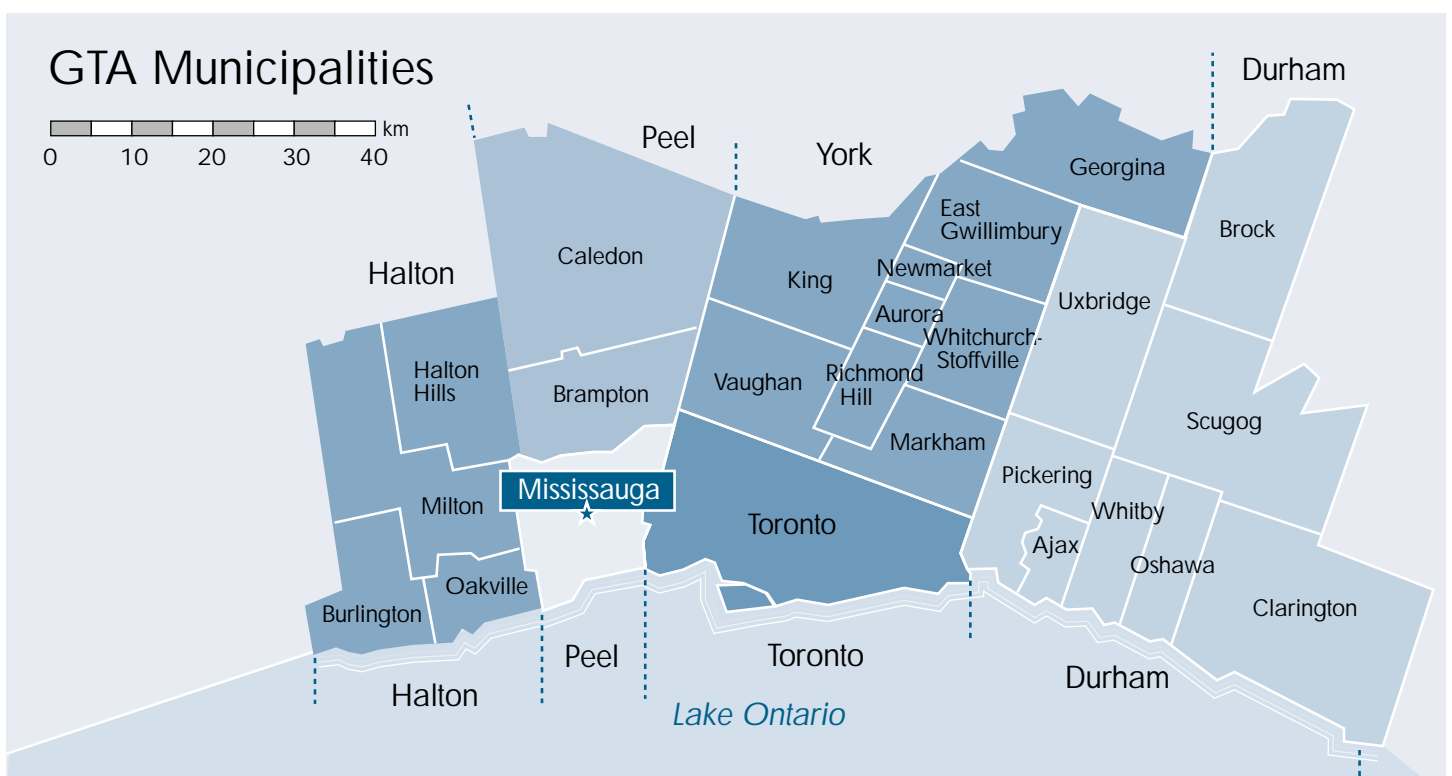 GTA Municipalities
km
0 10 20 30 40
Durham
Peel
York
Halton
Georgina
East
Gwillimbury
Brock
Caledon
King
Newmarket
Uxbridge
Aurora
Whitchurch-
Stoffville
Halton
Hills
Brampton
Vaughan
Richmond
Hill
Scugog
Markham
Pickering
Mississauga
Milton
Toronto
Whitby
Ajax
Oshawa
Oakville
Burlington
Clarington
Peel
Toronto
Durham
Halton
Lake Ontario